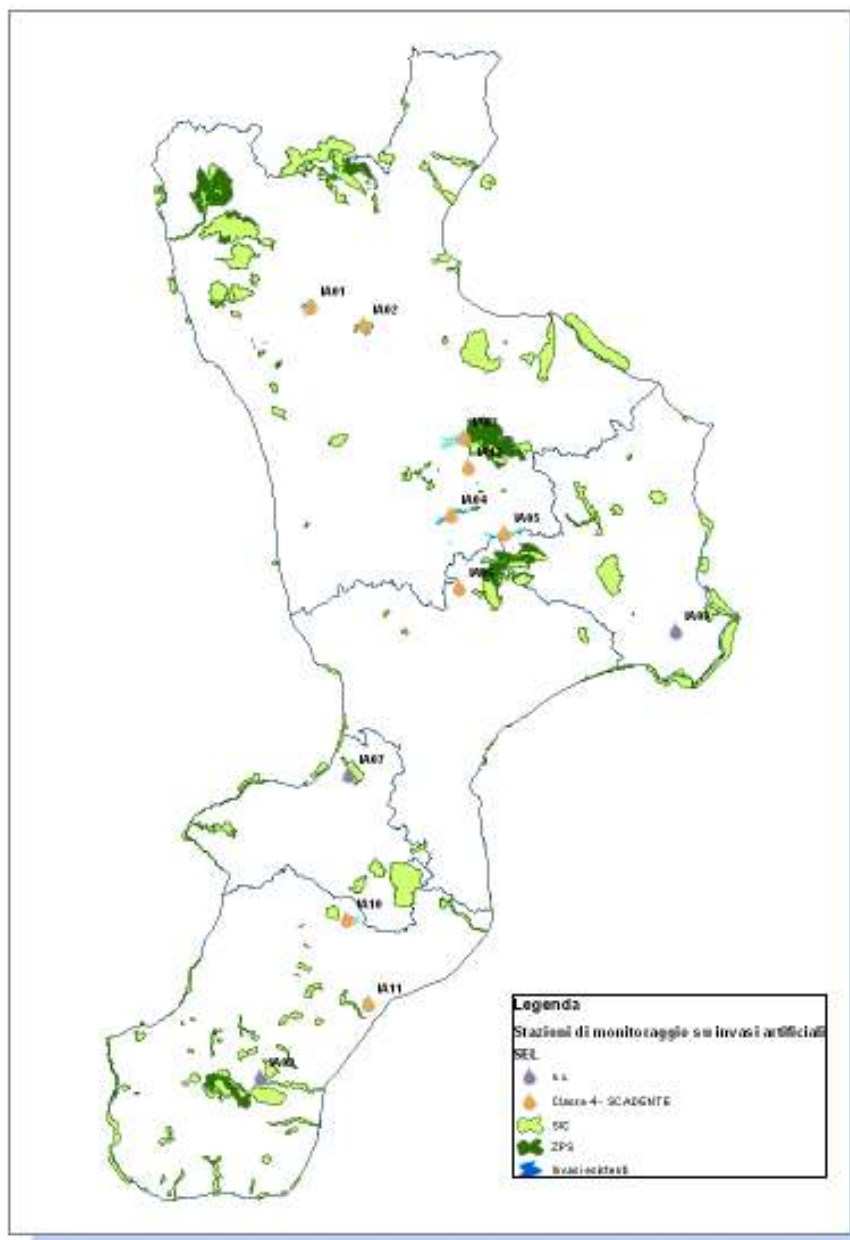 IA01
IA02
IA04
IA05
IA07
IA10
IA11
Legenda
Stazioni di monitoraggio su invasi artificiali
SEL
Classe 4 - SCADENTE
SIC
ZPS
Invasi esistenti